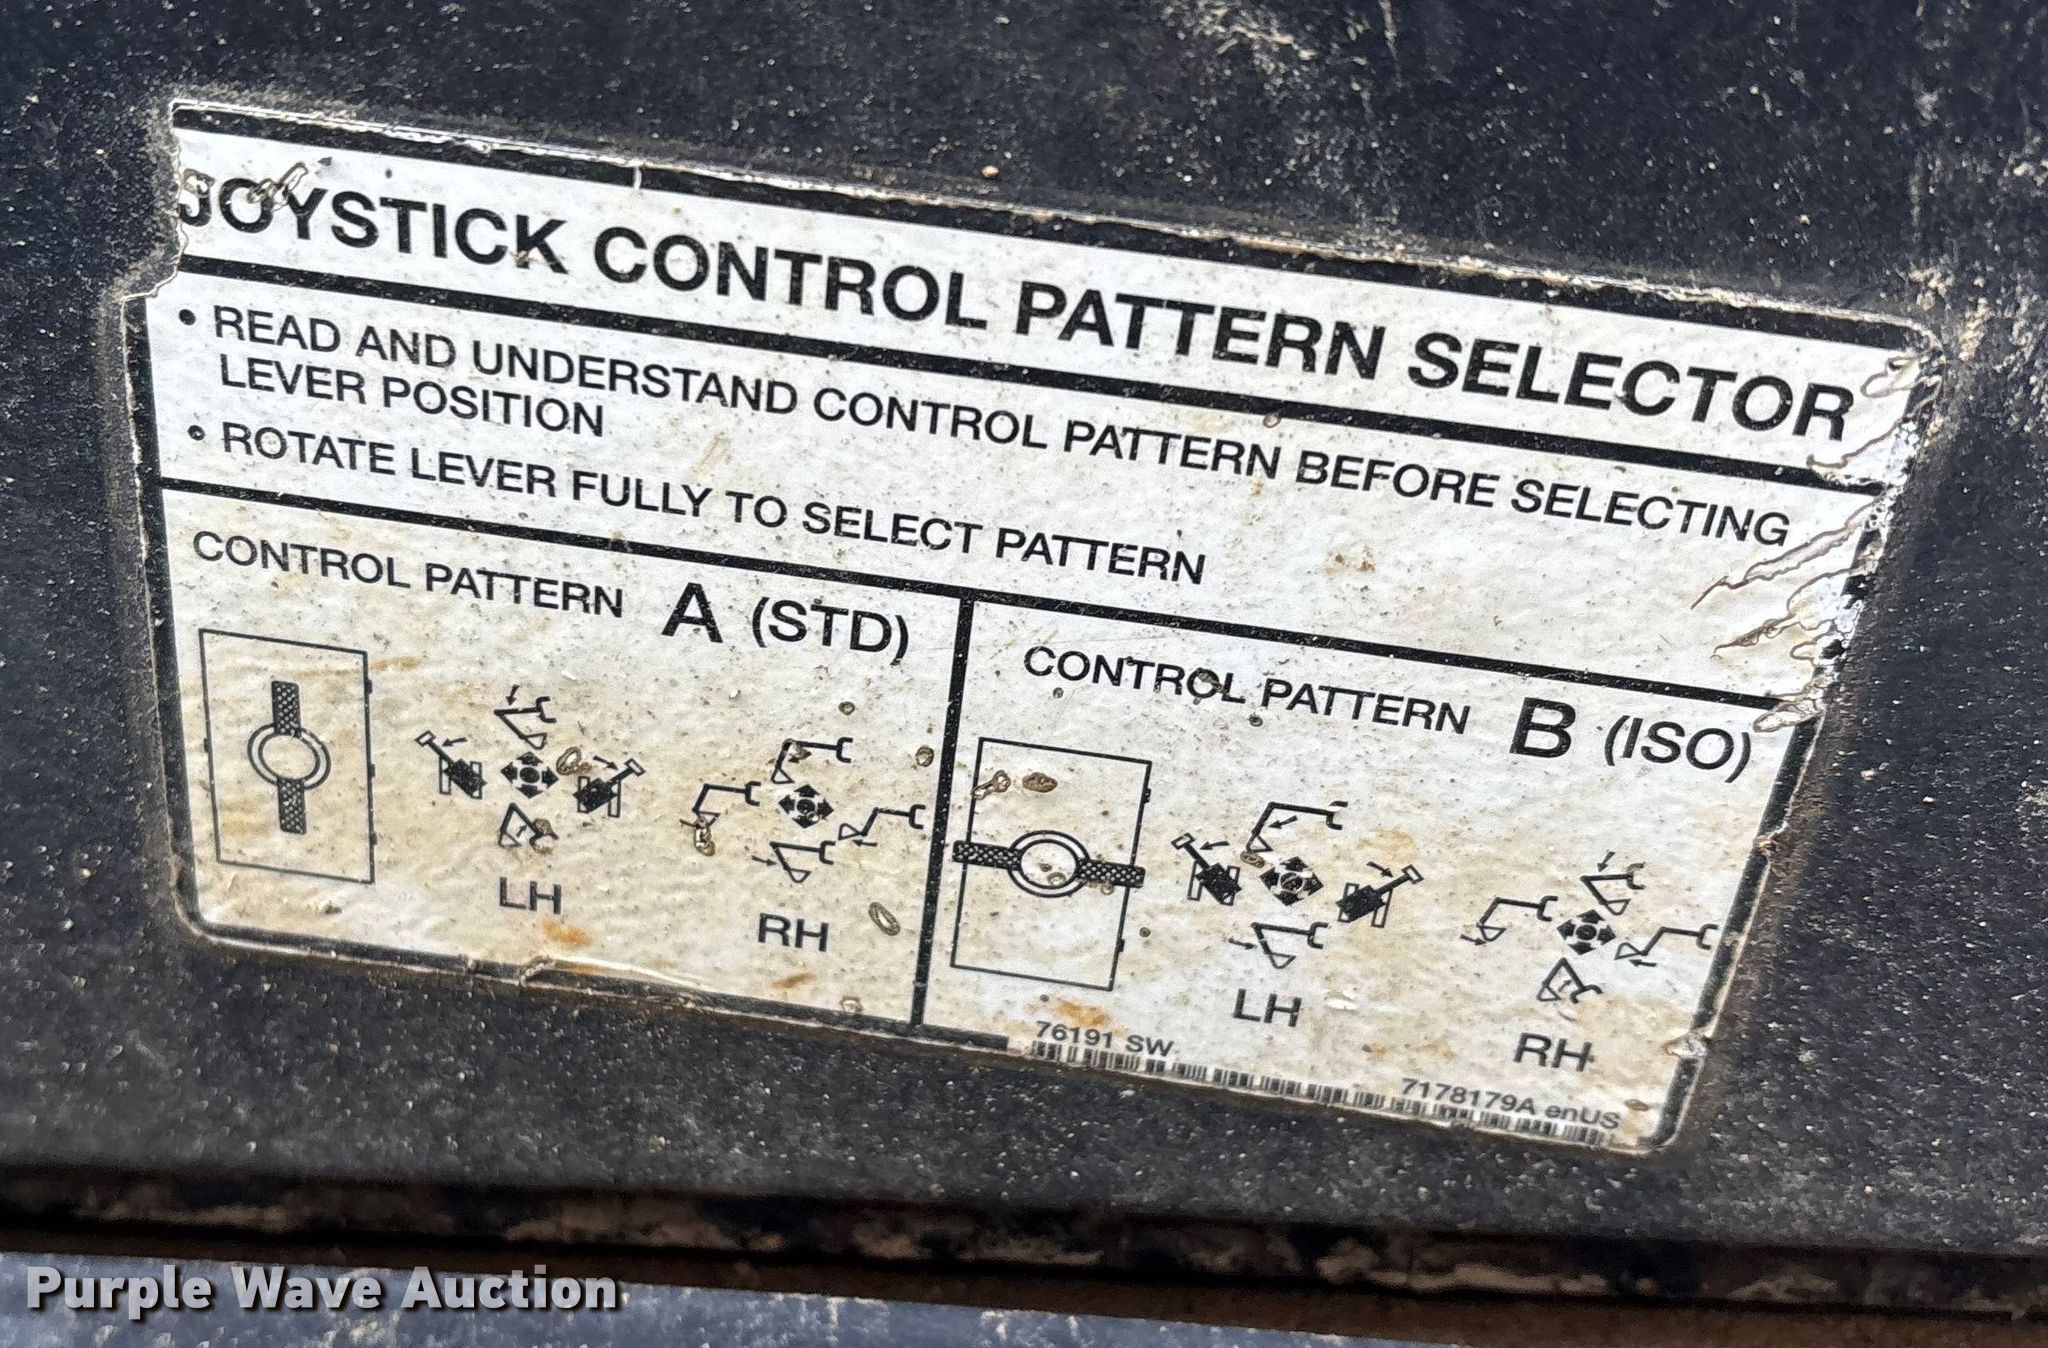 JOYSTICK CONTROL PATTERN SELECTOR
• READ AND UNDERSTAND CONTROL PATTERN BEFORE SELECTING
LEVER POSITION
• ROTATE LEVER FULLY TO SELECT PATTERN
CONTROL PATTERN A (STD)
LH
RH
CONTROL PATTERN B (ISO)
LH
RH
76191 SW
7178179A enUS
Purple Wave Auction